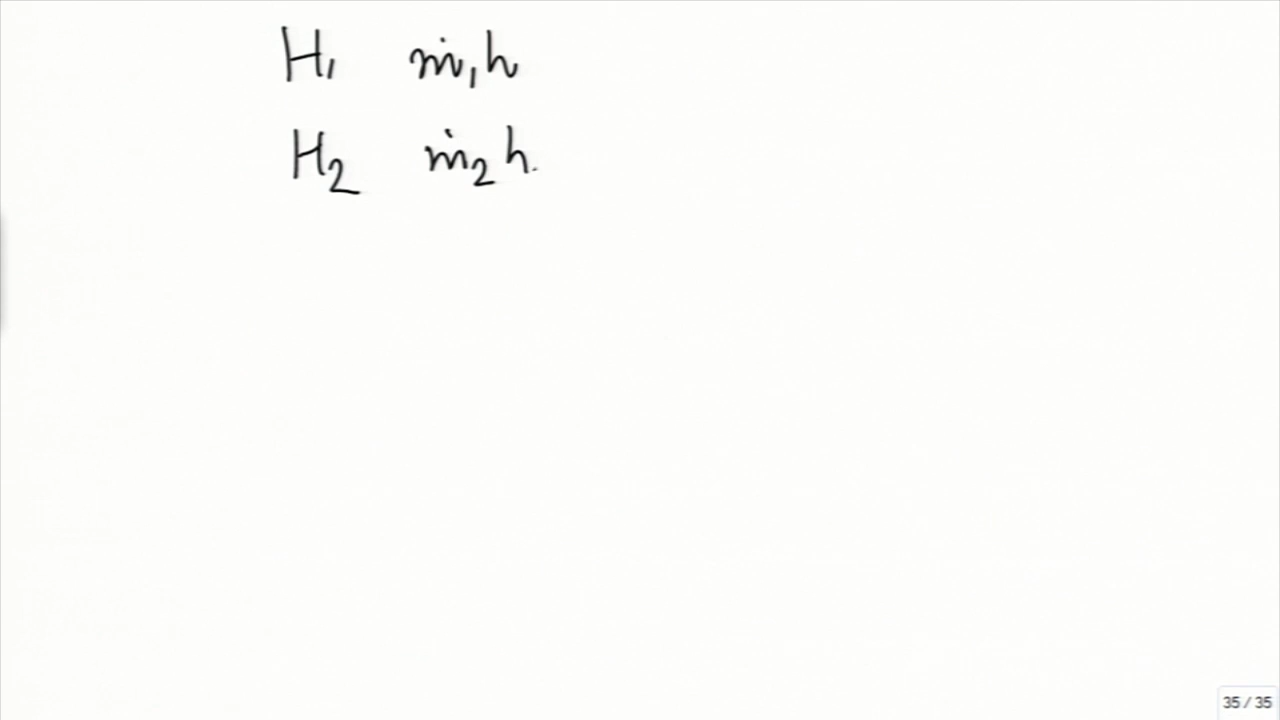 H₁ ṁ₁h
H₂ ṁ₂h.
35 / 35